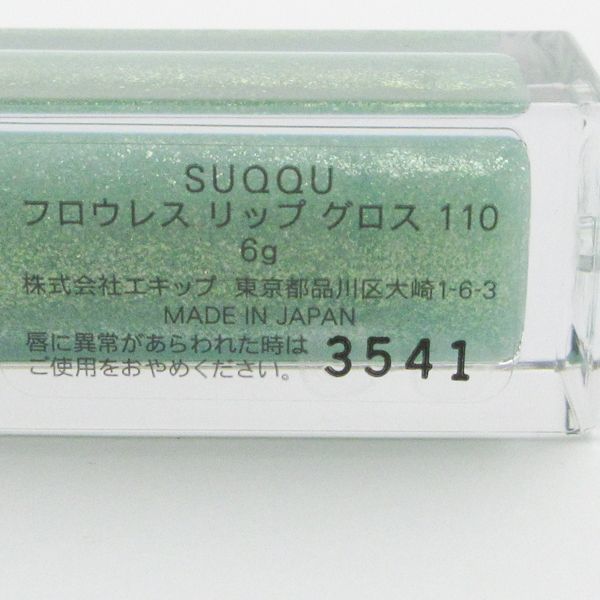 SUQQU
フロウレス リップ グロス 110
6g
株式会社エキップ 東京都品川区大崎1-6-3
MADE IN JAPAN
唇に異常があらわれた時は
ご使用をおやめください。
3541